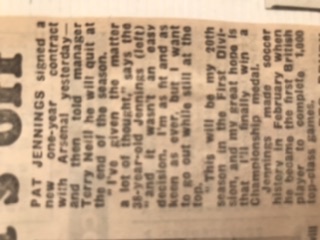 's off
PAT JENNINGS signed a
new one-year contract
with Arsenal yesterday—
and then told manager
Terry Neill he will quit at
the end of the season.
"I've given the matter
a lot of thought," says the
38-year-old Jennings (left)
"and it wasn't an easy
decision. I'm as fit and as
keen as ever, but I want
to go out while still at the
top.
"This will be my 20th
season in the First Divi-
sion, and my great hope is
that I'll finally win a
Championship medal."
Jennings made soccer
history in February when
he became the first British
player to complete 1,000
top-class games.